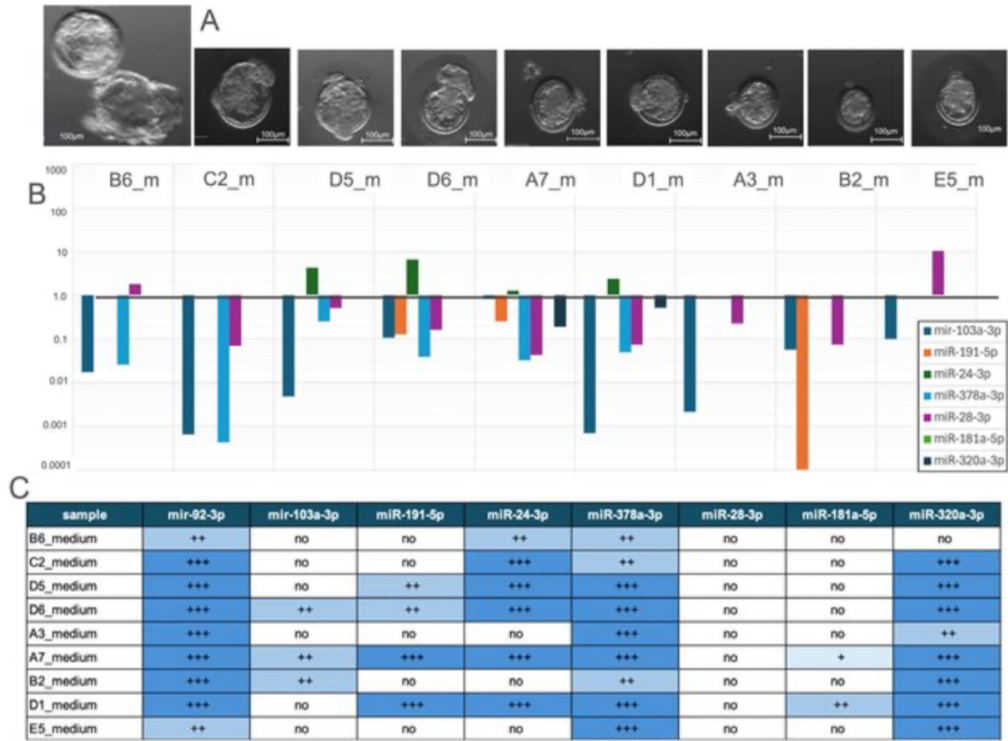 A
100µm
100µm
100µm
100µm
100µm
100µm
100µm
100µm
100µm
B
B6_m C2_m D5_m D6_m A7_m D1_m A3_m B2_m E5_m
1000
100
10
1.0
0.1
0.01
0.001
0.0001
mir-103a-3p
miR-191-5p
miR-24-3p
miR-378a-3p
miR-28-3p
miR-181a-5p
miR-320a-3p
C
sample mir-92-3p mir-103a-3p miR-191-5p miR-24-3p miR-378a-3p miR-28-3p miR-181a-5p miR-320a-3p
B6_medium ++ no no ++ ++ no no no
C2_medium +++ no no +++ ++ no no +++
D5_medium +++ no ++ +++ +++ no no +++
D6_medium +++ ++ ++ +++ +++ no no +++
A3_medium +++ no no no +++ no no ++
A7_medium +++ ++ +++ +++ +++ no + +++
B2_medium +++ ++ no no ++ no no +++
D1_medium +++ no +++ +++ +++ no ++ +++
E5_medium ++ no no no +++ no no +++